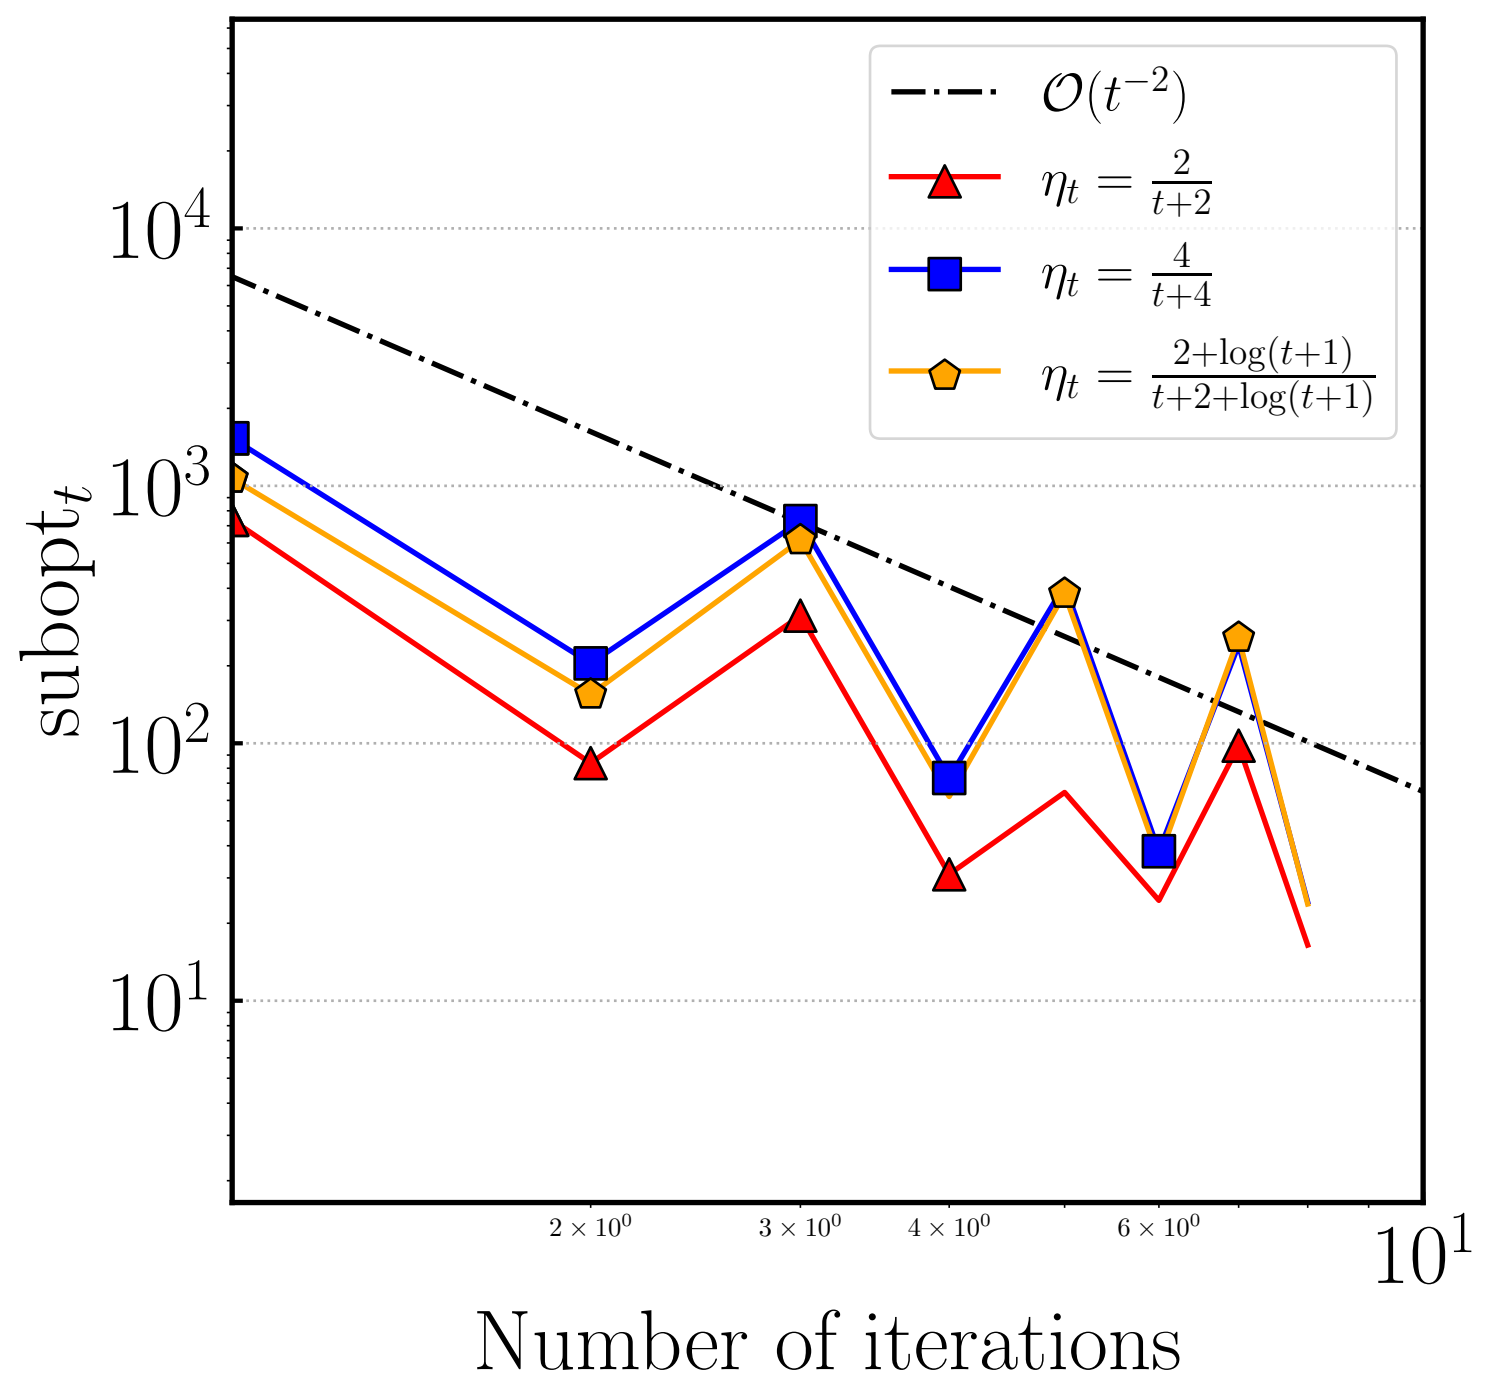 𝒪(t⁻²)
ηₜ = 2/(t+2)
ηₜ = 4/(t+4)
ηₜ = (2+log(t+1))/(t+2+log(t+1))
10⁴
10³
10²
10¹
suboptₜ
2 × 10⁰ 3 × 10⁰ 4 × 10⁰ 6 × 10⁰ 10¹
Number of iterations